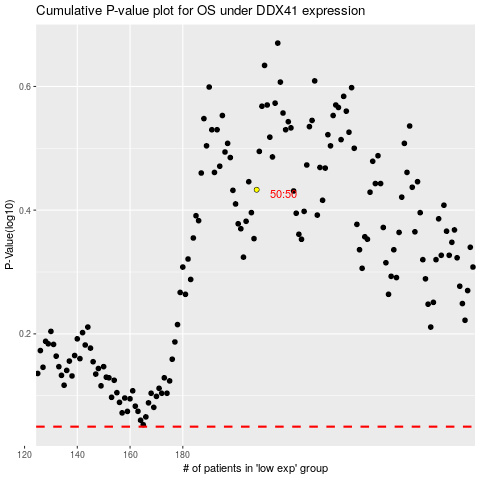 Cumulative P-value plot for OS under DDX41 expression
P-Value(log10)
0.6
0.4
0.2
50:50
120 140 160 180
# of patients in 'low exp' group